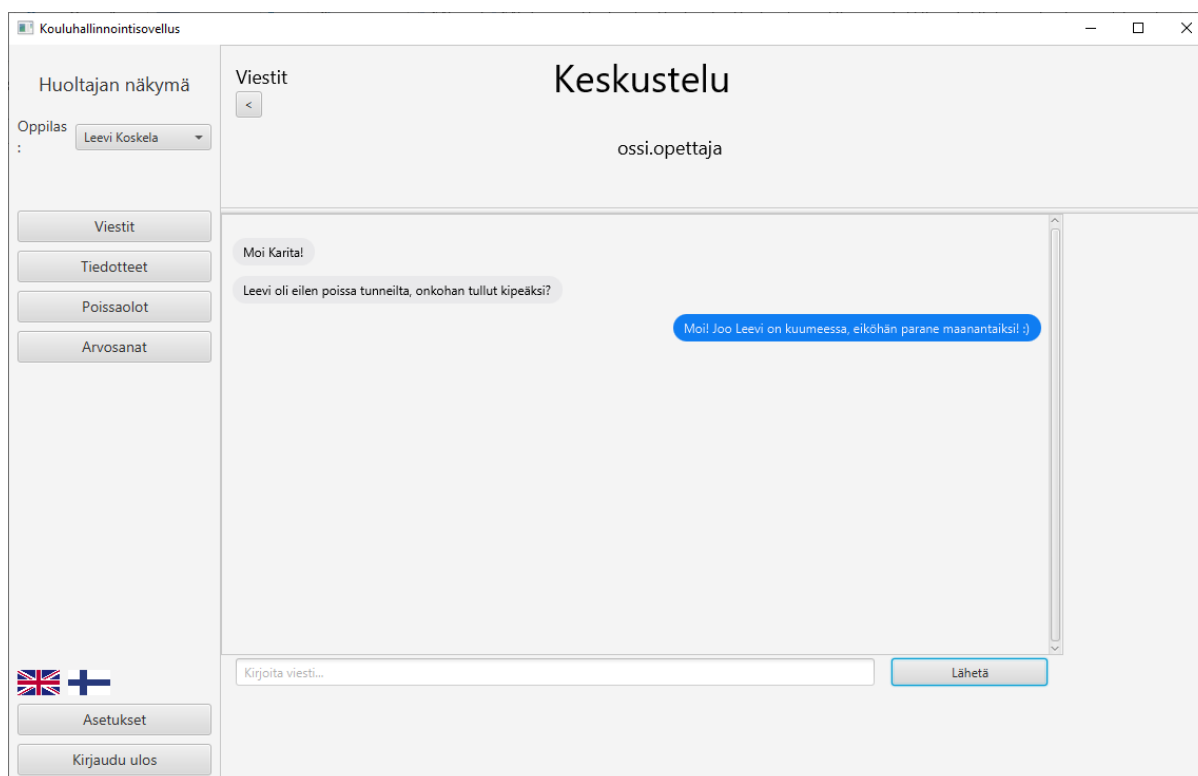 Kouluhallinnointisovellus
Huoltajan näkymä
Oppilas
:
Leevi Koskela
Viestit
Tiedotteet
Poissaolot
Arvosanat
Asetukset
Kirjaudu ulos
Viestit
<
Keskustelu
ossi.opettaja
Moi Karita!
Leevi oli eilen poissa tunneilta, onkohan tullut kipeäksi?
Moi! Joo Leevi on kuumeessa, eiköhän parane maanantaiksi! :)
Kirjoita viesti...
Lähetä